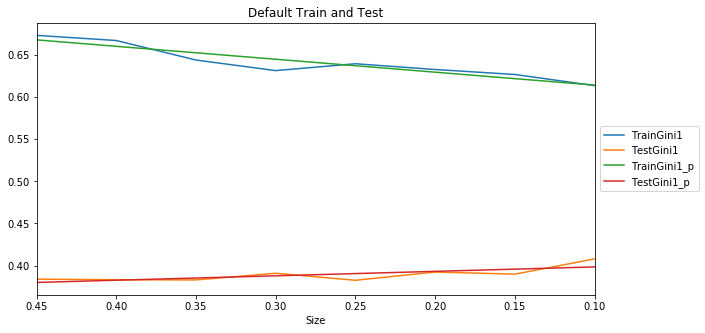 Default Train and Test
0.65
0.60
0.55
0.50
0.45
0.40
0.45 0.40 0.35 0.30 0.25 0.20 0.15 0.10
Size
TrainGini1
TestGini1
TrainGini1_p
TestGini1_p